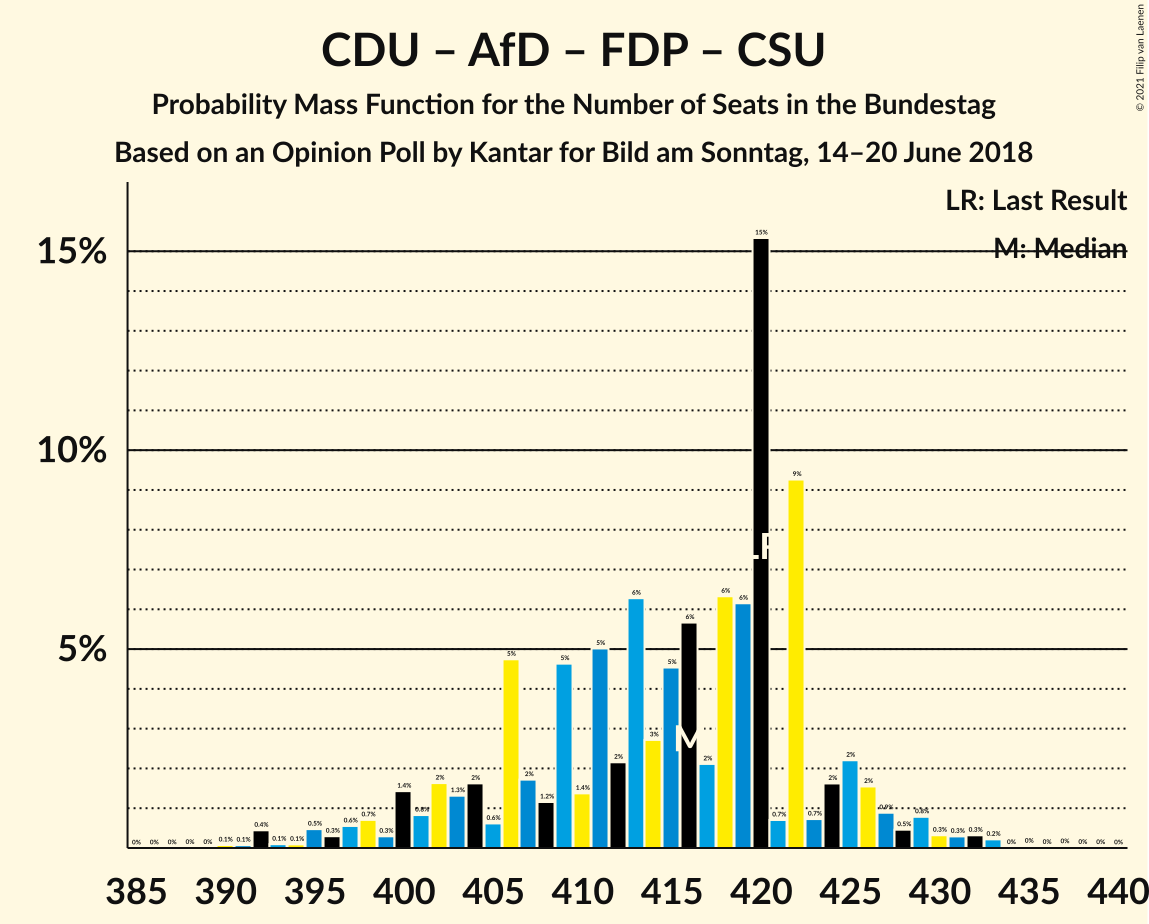 CDU – AfD – FDP – CSU
Probability Mass Function for the Number of Seats in the Bundestag
Based on an Opinion Poll by Kantar for Bild am Sonntag, 14–20 June 2018
© 2021 Filip van Laenen
LR: Last Result
M: Median
15%
10%
5%
0% 0% 0% 0% 0% 0.1% 0.1% 0.4% 0.1% 0.1% 0.5% 0.3% 0.6% 0.7% 0.3% 1.4% 0.8% 2% 1.3% 2% 0.6% 5% 2% 1.2% 5% 1.4% 5% 2% 6% 3% 5% 6% 2% 6% 6% 15% 0.7% 9% 0.7% 2% 2% 2% 0.9% 0.5% 0.8% 0.3% 0.3% 0.3% 0.2% 0% 0% 0% 0% 0% 0% 0%
LR
M
385 390 395 400 405 410 415 420 425 430 435 440